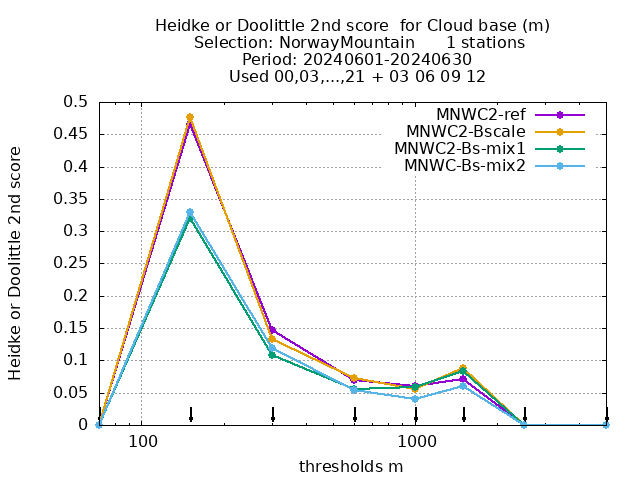 Heidke or Doolittle 2nd score  for Cloud base (m)
Selection: NorwayMountain      1 stations
Period: 20240601-20240630
Used 00,03,...,21 + 03 06 09 12
MNWC2-ref
MNWC2-Bscale
MNWC2-Bs-mix1
MNWC-Bs-mix2
Heidke or Doolittle 2nd score
0.5
0.45
0.4
0.35
0.3
0.25
0.2
0.15
0.1
0.05
0
100
1000
thresholds m